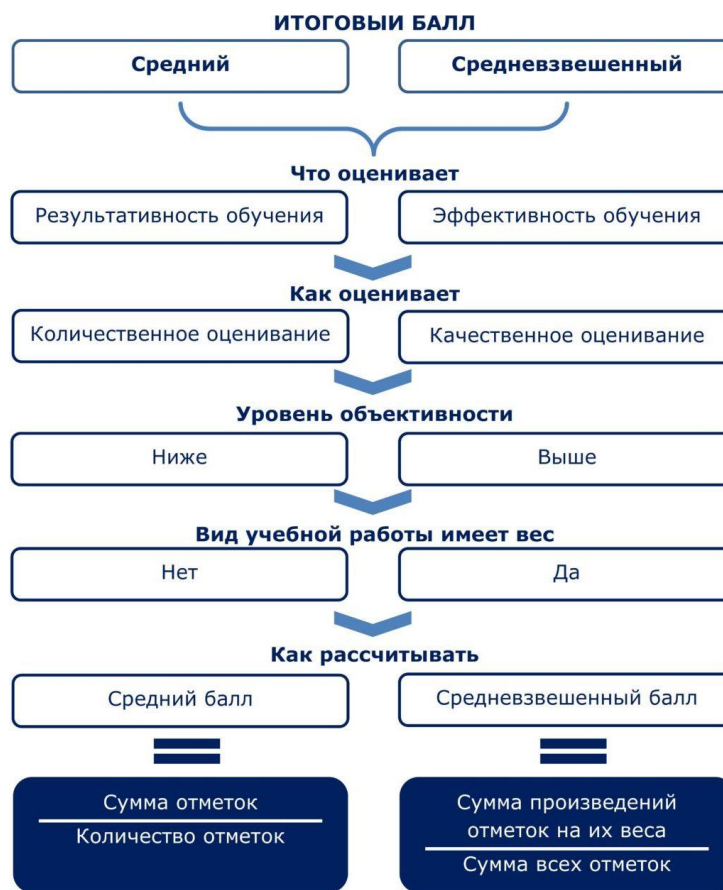 ИТОГОВЫЙ БАЛЛ
Средний
Средневзвешенный
Что оценивает
Результативность обучения
Эффективность обучения
Как оценивает
Количественное оценивание
Качественное оценивание
Уровень объективности
Ниже
Выше
Вид учебной работы имеет вес
Нет
Да
Как рассчитывать
Средний балл
Средневзвешенный балл
Сумма отметок
Количество отметок
Сумма произведений
отметок на их веса
Сумма всех отметок